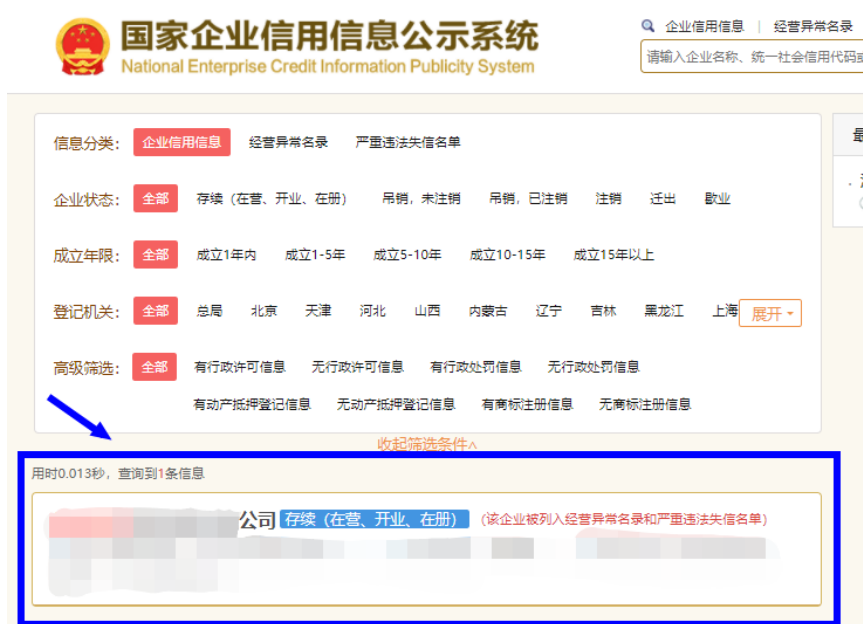 国家企业信用信息公示系统
National Enterprise Credit Information Publicity System
企业信用信息 | 经营异常名录
请输入企业名称、统一社会信用代码或
信息分类： 企业信用信息 经营异常名录 严重违法失信名单
企业状态： 全部 存续（在营、开业、在册） 吊销，未注销 吊销，已注销 注销 迁出 歇业
成立年限： 全部 成立1年内 成立1-5年 成立5-10年 成立10-15年 成立15年以上
登记机关： 全部 总局 北京 天津 河北 山西 内蒙古 辽宁 吉林 黑龙江 上海 展开
高级筛选： 全部 有行政许可信息 无行政许可信息 有行政处罚信息 无行政处罚信息
有动产抵押登记信息 无动产抵押登记信息 有商标注册信息 无商标注册信息
收起筛选条件
用时0.013秒，查询到1条信息
公司 存续（在营、开业、在册） （该企业被列入经营异常名录和严重违法失信名单）